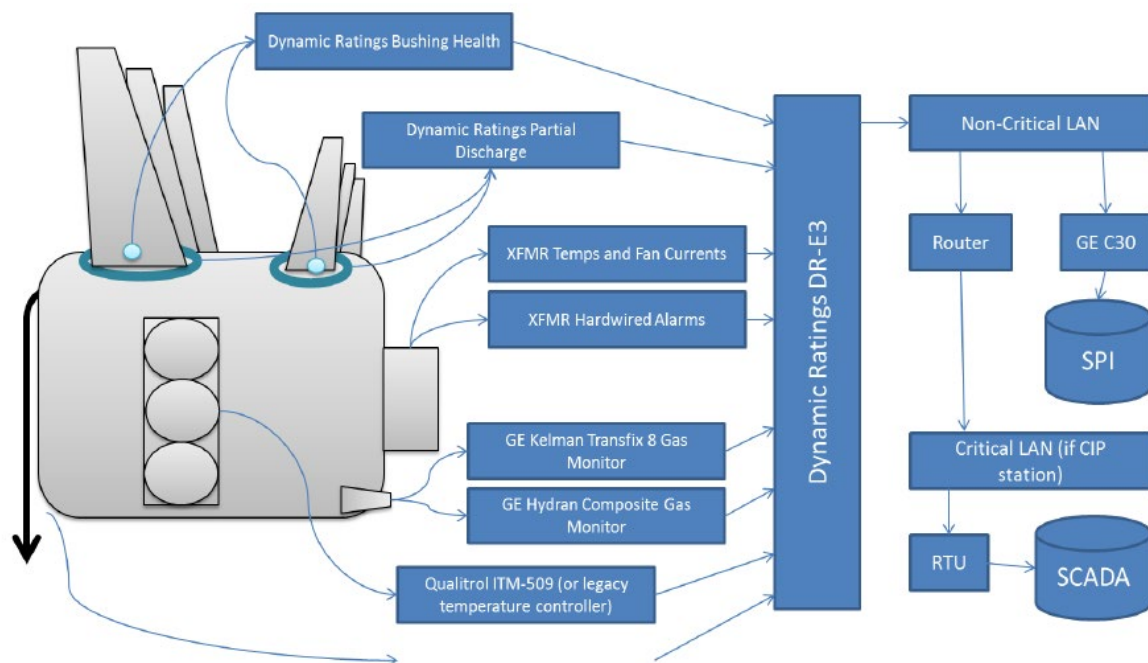 Dynamic Ratings Bushing Health
Dynamic Ratings Partial
Discharge
XFMR Temps and Fan Currents
XFMR Hardwired Alarms
GE Kelman Transfix 8 Gas
Monitor
GE Hydran Composite Gas
Monitor
Qualitrol ITM-509 (or legacy
temperature controller)
Dynamic Ratings DR-E3
Non-Critical LAN
Router
GE C30
SPI
Critical LAN (if CIP
station)
RTU
SCADA